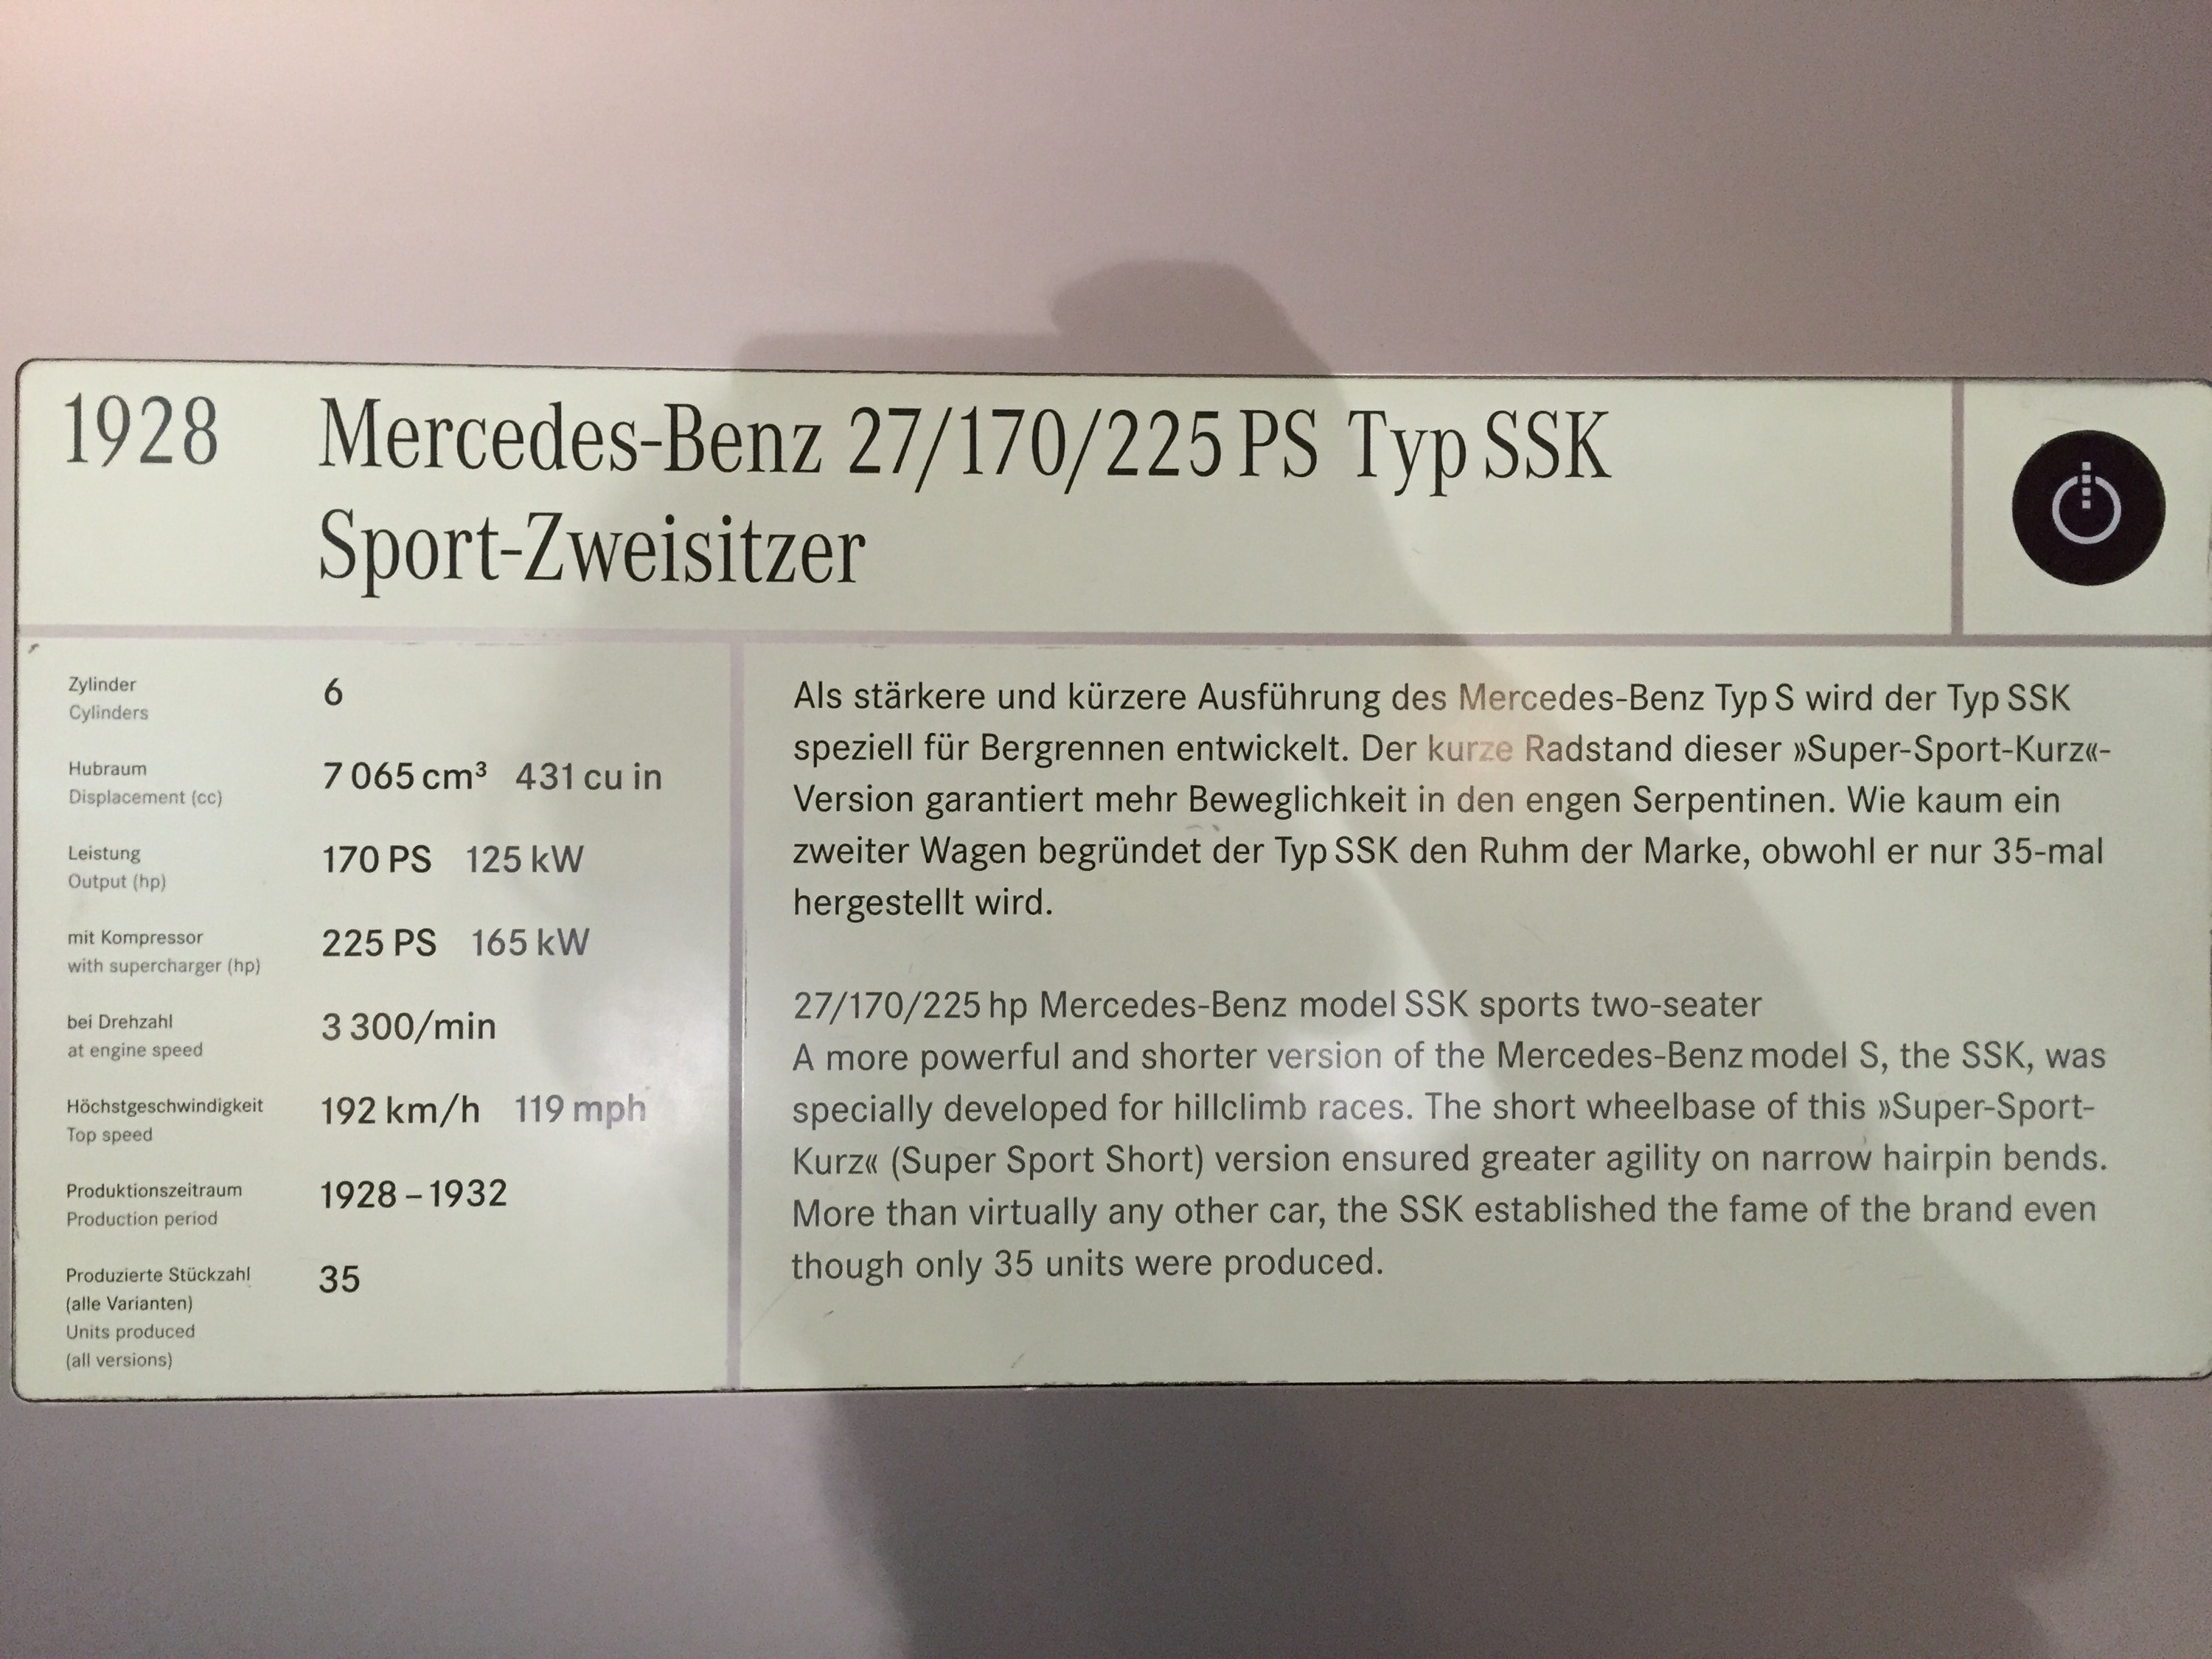 1928 Mercedes-Benz 27/170/225 PS Typ SSK
Sport-Zweisitzer
Zylinder 6
Cylinders
Hubraum 7 065 cm³ 431 cu in
Displacement (cc)
Leistung 170 PS 125 kW
Output (hp)
mit Kompressor 225 PS 165 kW
with supercharger (hp)
bei Drehzahl 3 300/min
at engine speed
Höchstgeschwindigkeit 192 km/h 119 mph
Top speed
Produktionszeitraum 1928 – 1932
Production period
Produzierte Stückzahl 35
(alle Varianten)
Units produced
(all versions)
Als stärkere und kürzere Ausführung des Mercedes-Benz Typ S wird der Typ SSK
speziell für Bergrennen entwickelt. Der kurze Radstand dieser »Super-Sport-Kurz«-
Version garantiert mehr Beweglichkeit in den engen Serpentinen. Wie kaum ein
zweiter Wagen begründet der Typ SSK den Ruhm der Marke, obwohl er nur 35-mal
hergestellt wird.
27/170/225 hp Mercedes-Benz model SSK sports two-seater
A more powerful and shorter version of the Mercedes-Benz model S, the SSK, was
specially developed for hillclimb races. The short wheelbase of this »Super-Sport-
Kurz« (Super Sport Short) version ensured greater agility on narrow hairpin bends.
More than virtually any other car, the SSK established the fame of the brand even
though only 35 units were produced.